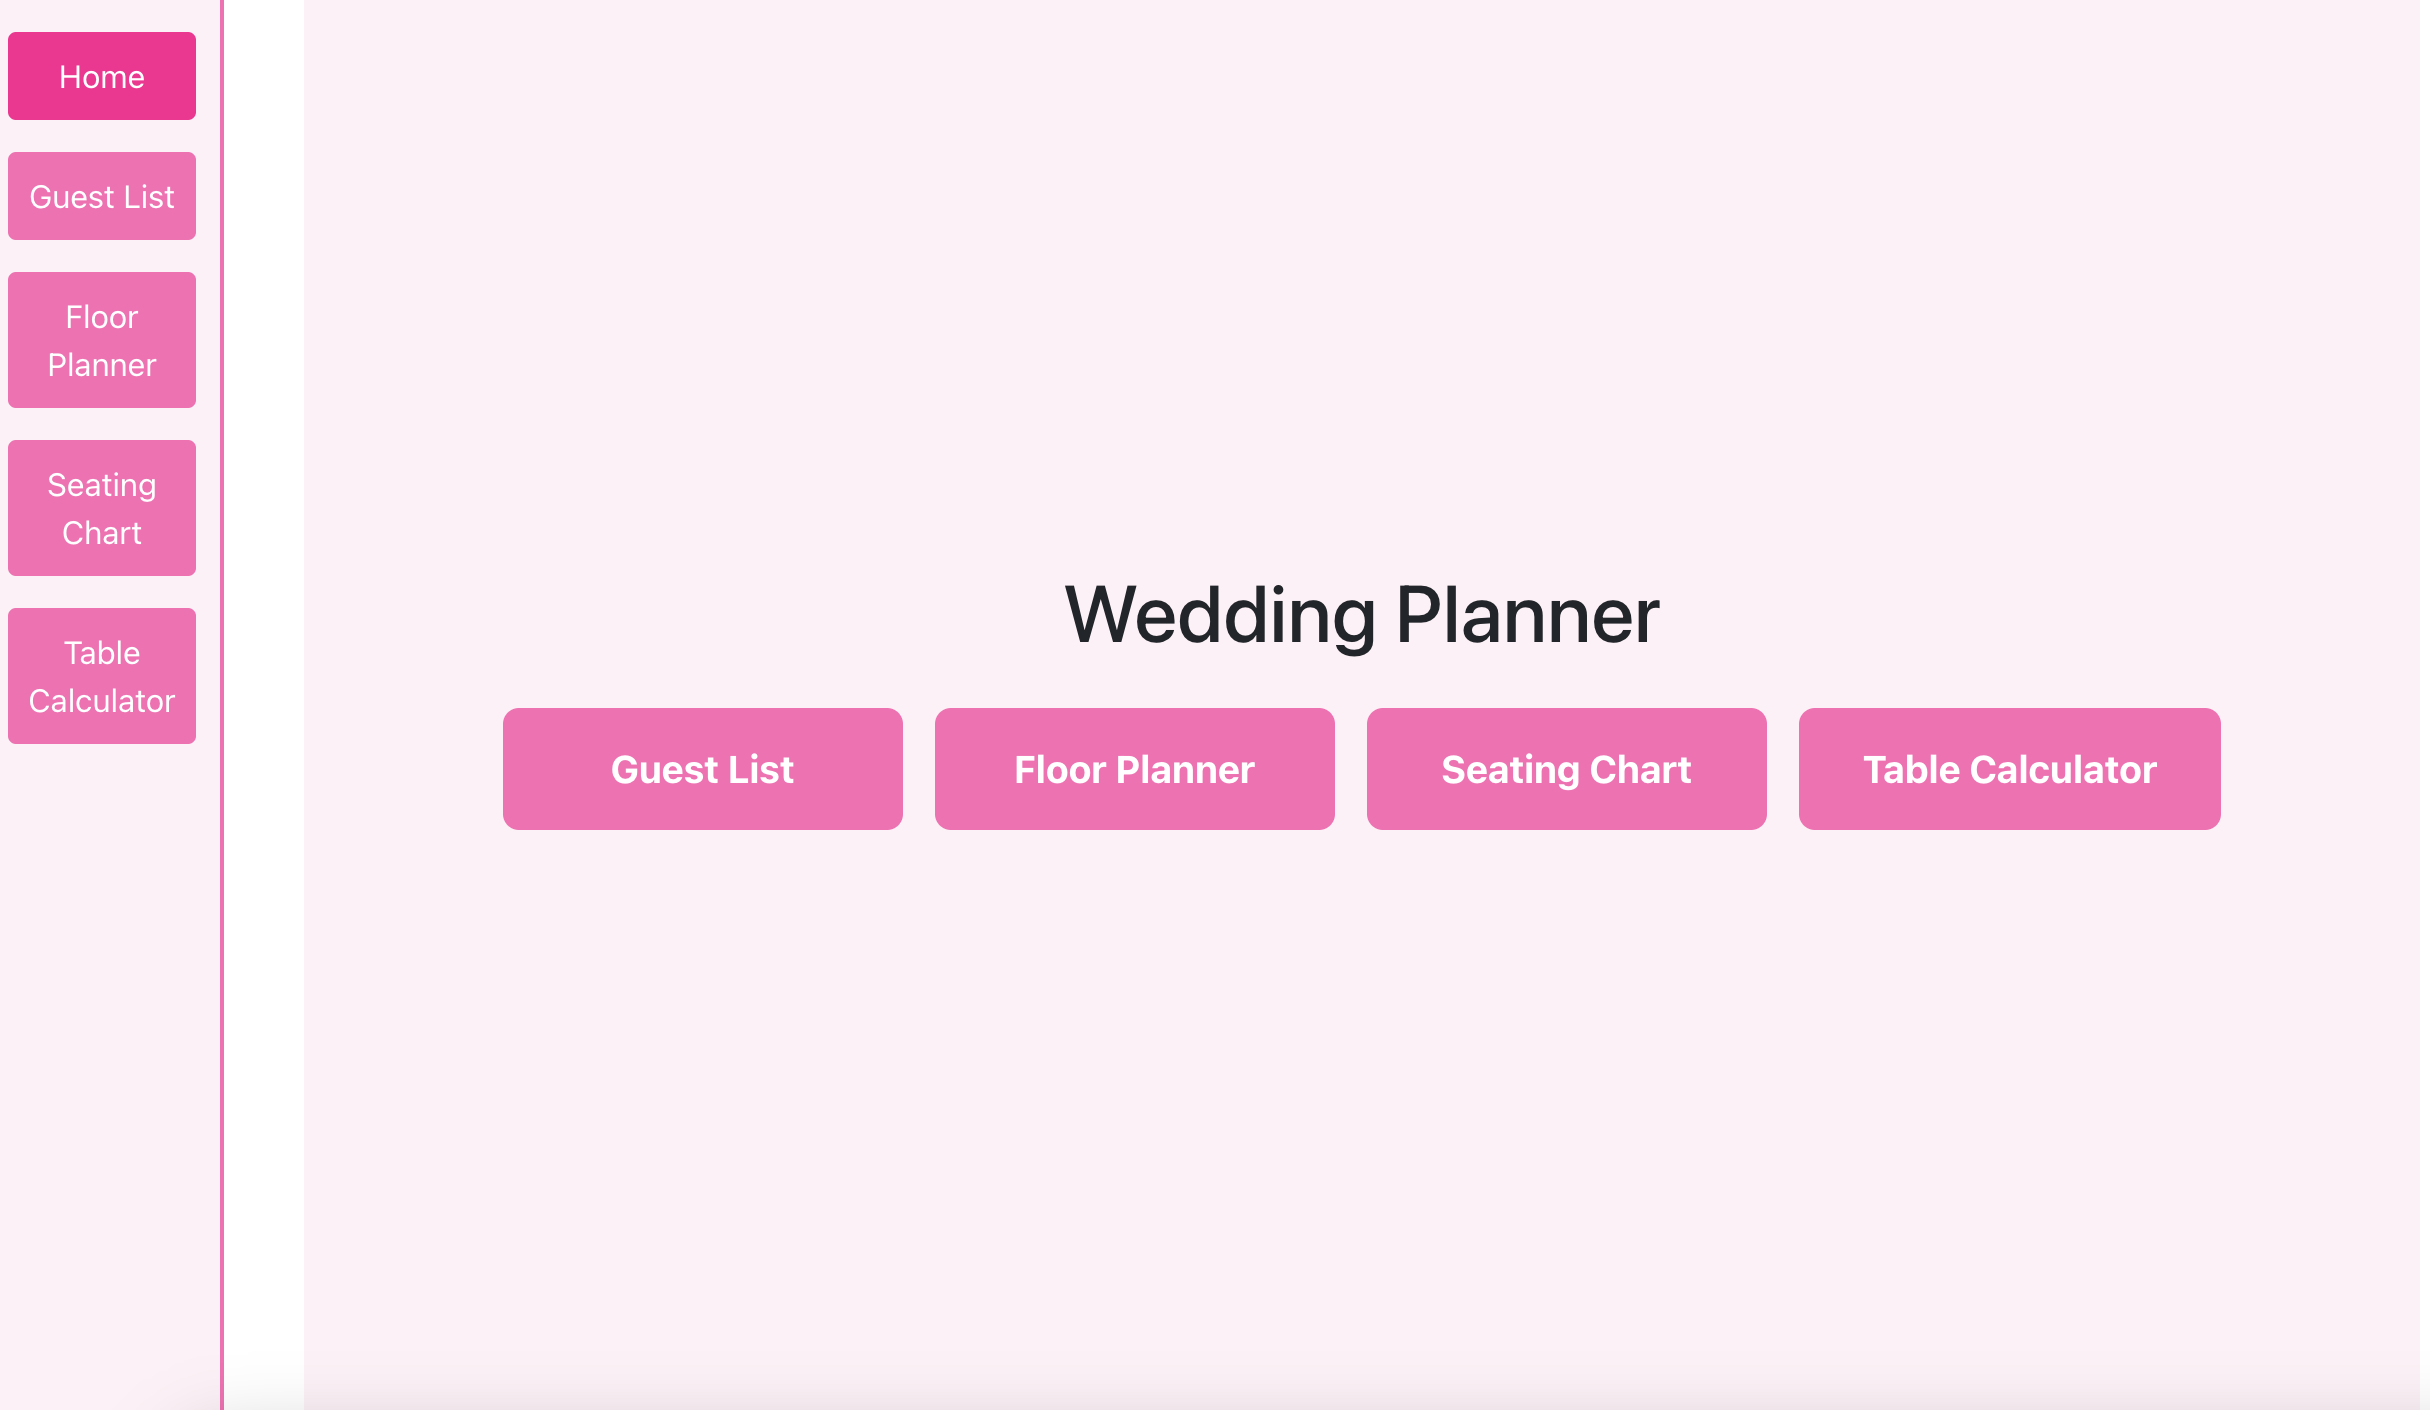 Home
Guest List
Floor
Planner
Seating
Chart
Table
Calculator
Wedding Planner
Guest List
Floor Planner
Seating Chart
Table Calculator